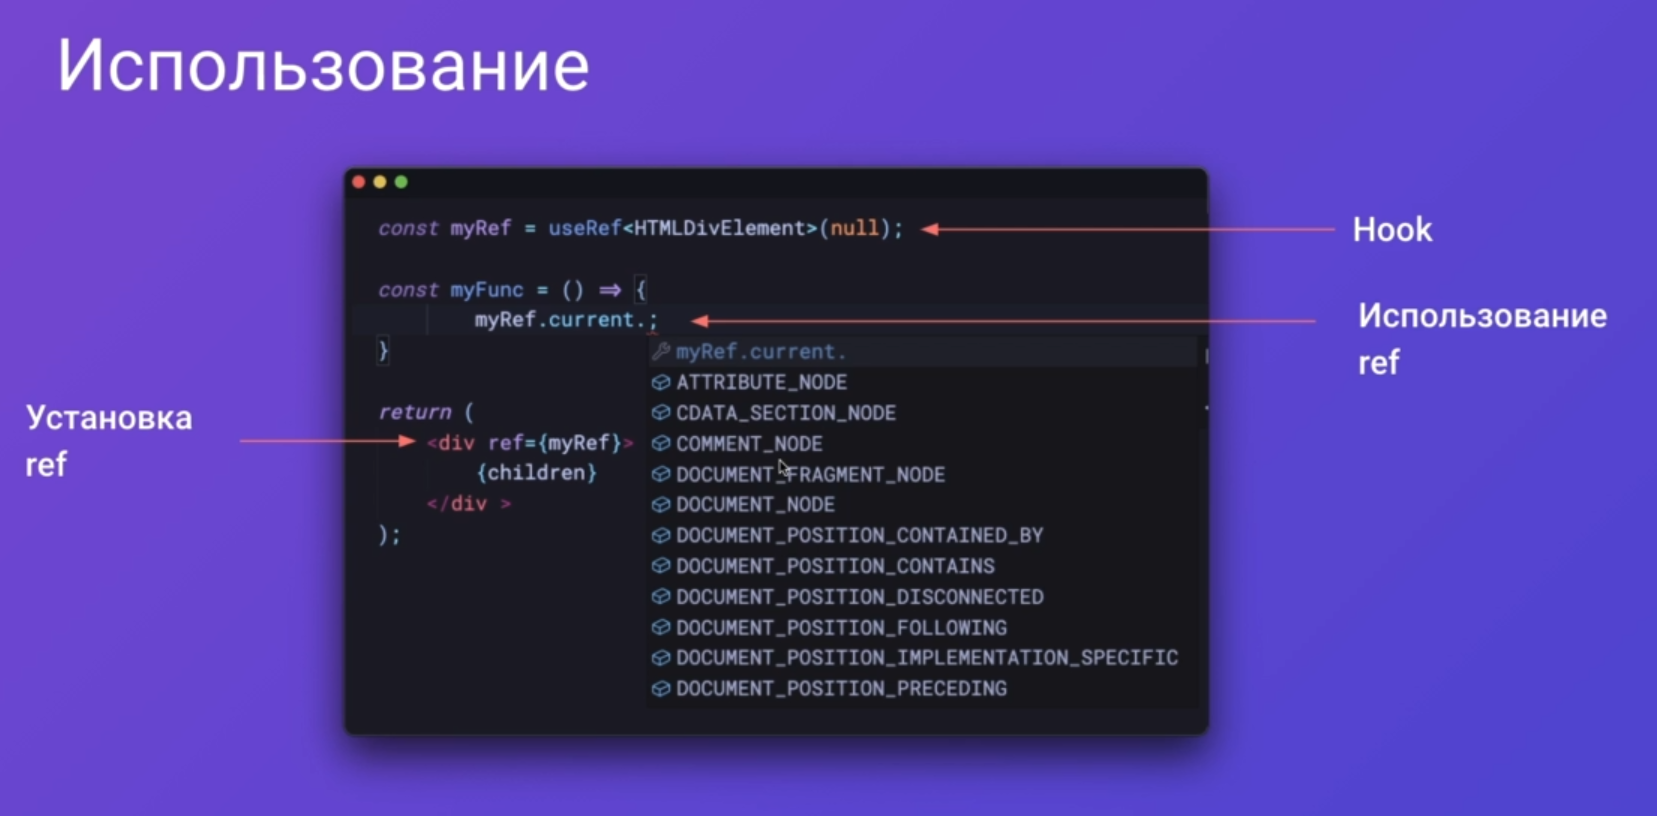 Использование
const myRef = useRef<HTMLDivElement>(null);
Hook
const myFunc = () => {
myRef.current.;
Использование
ref
}
myRef.current.
ATTRIBUTE_NODE
CDATA_SECTION_NODE
COMMENT_NODE
DOCUMENT_FRAGMENT_NODE
DOCUMENT_NODE
DOCUMENT_POSITION_CONTAINED_BY
DOCUMENT_POSITION_CONTAINS
DOCUMENT_POSITION_DISCONNECTED
DOCUMENT_POSITION_FOLLOWING
DOCUMENT_POSITION_IMPLEMENTATION_SPECIFIC
DOCUMENT_POSITION_PRECEDING
return (
Установка
ref
<div ref={myRef}>
{children}
</div >
);